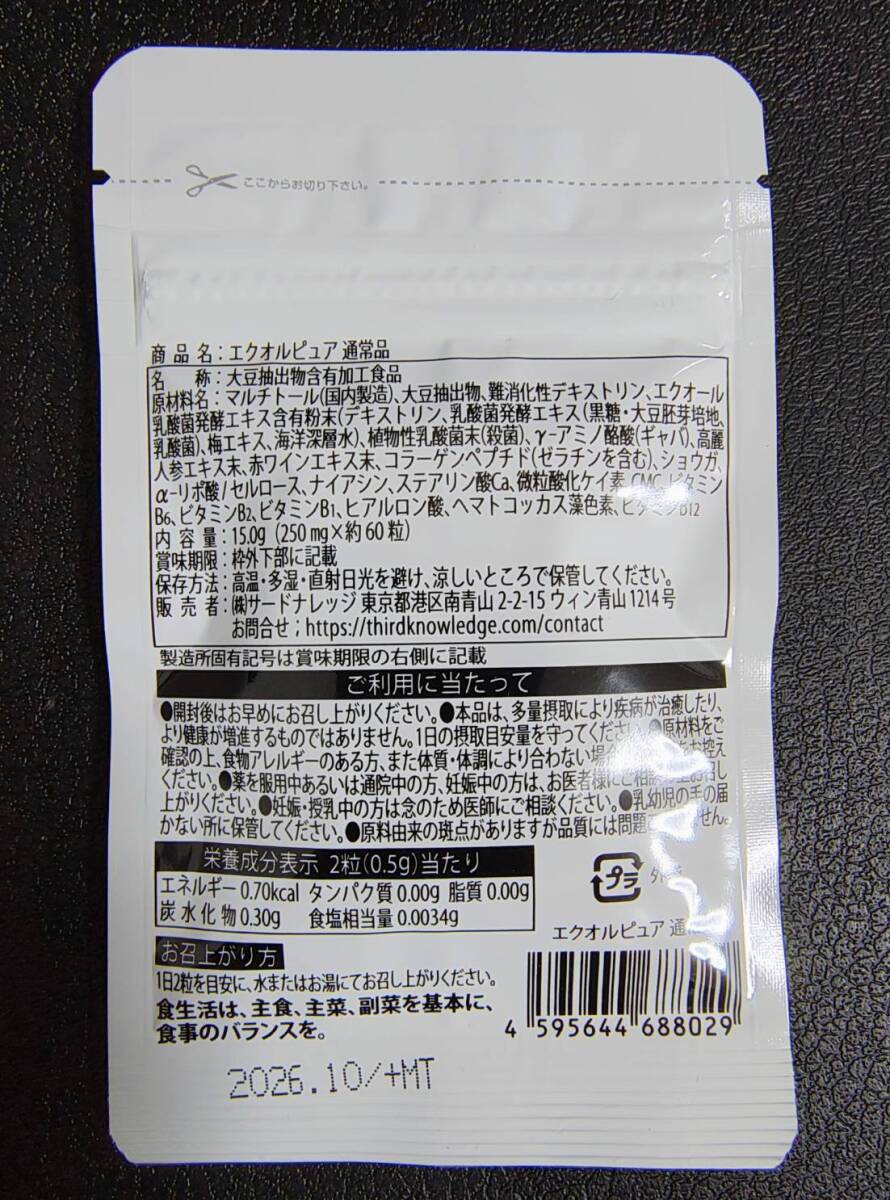 ここからお切り下さい。
商品名：エクオルピュア 通常品
名　　称：大豆抽出物含有加工食品
原材料名：マルチトール(国内製造)、大豆抽出物、難消化性デキストリン、エクオール
乳酸菌発酵エキス含有粉末(デキストリン、乳酸菌発酵エキス(黒糖・大豆胚芽培地、
乳酸菌)、梅エキス、海洋深層水)、植物性乳酸菌末(殺菌)、γ-アミノ酪酸(ギャバ)、高麗
人参エキス末、赤ワインエキス末、コラーゲンペプチド(ゼラチンを含む)、ショウガ、
α-リポ酸/セルロース、ナイアシン、ステアリン酸Ca、微粒酸化ケイ素、CMC、ビタミン
B6、ビタミンB2、ビタミンB1、ヒアルロン酸、ヘマトコッカス藻色素、ビタミンB12
内容量：15.0g (250mg×約60粒)
賞味期限：枠外下部に記載
保存方法：高温・多湿・直射日光を避け、涼しいところで保管してください。
販売者：㈱サードナレッジ 東京都港区南青山2-2-15 ウィン青山1214号
お問合せ；https://thirdknowledge.com/contact
製造所固有記号は賞味期限の右側に記載
ご利用に当たって
●開封後はお早めにお召し上がりください。●本品は、多量摂取により疾病が治癒したり、
より健康が増進するものではありません。1日の摂取目安量を守ってください。●原材料をご
確認の上、食物アレルギーのある方、また体質・体調により合わない場合 お控え
ください。●薬を服用中あるいは通院中の方、妊娠中の方は、お医者様にご相談 お召し
上がりください。●妊娠・授乳中の方は念のため医師にご相談ください。●乳幼児の手の届
かない所に保管してください。●原料由来の斑点がありますが品質には問題 せん。
栄養成分表示 2粒(0.5g)当たり
エネルギー0.70kcal タンパク質0.00g 脂質0.00g
炭水化物0.30g 食塩相当量0.0034g
プラ 外
エクオルピュア 通
お召上がり方
1日2粒を目安に、水またはお湯にてお召し上がりください。
食生活は、主食、主菜、副菜を基本に、
食事のバランスを。
4 595644 688029
2026.10/+MT